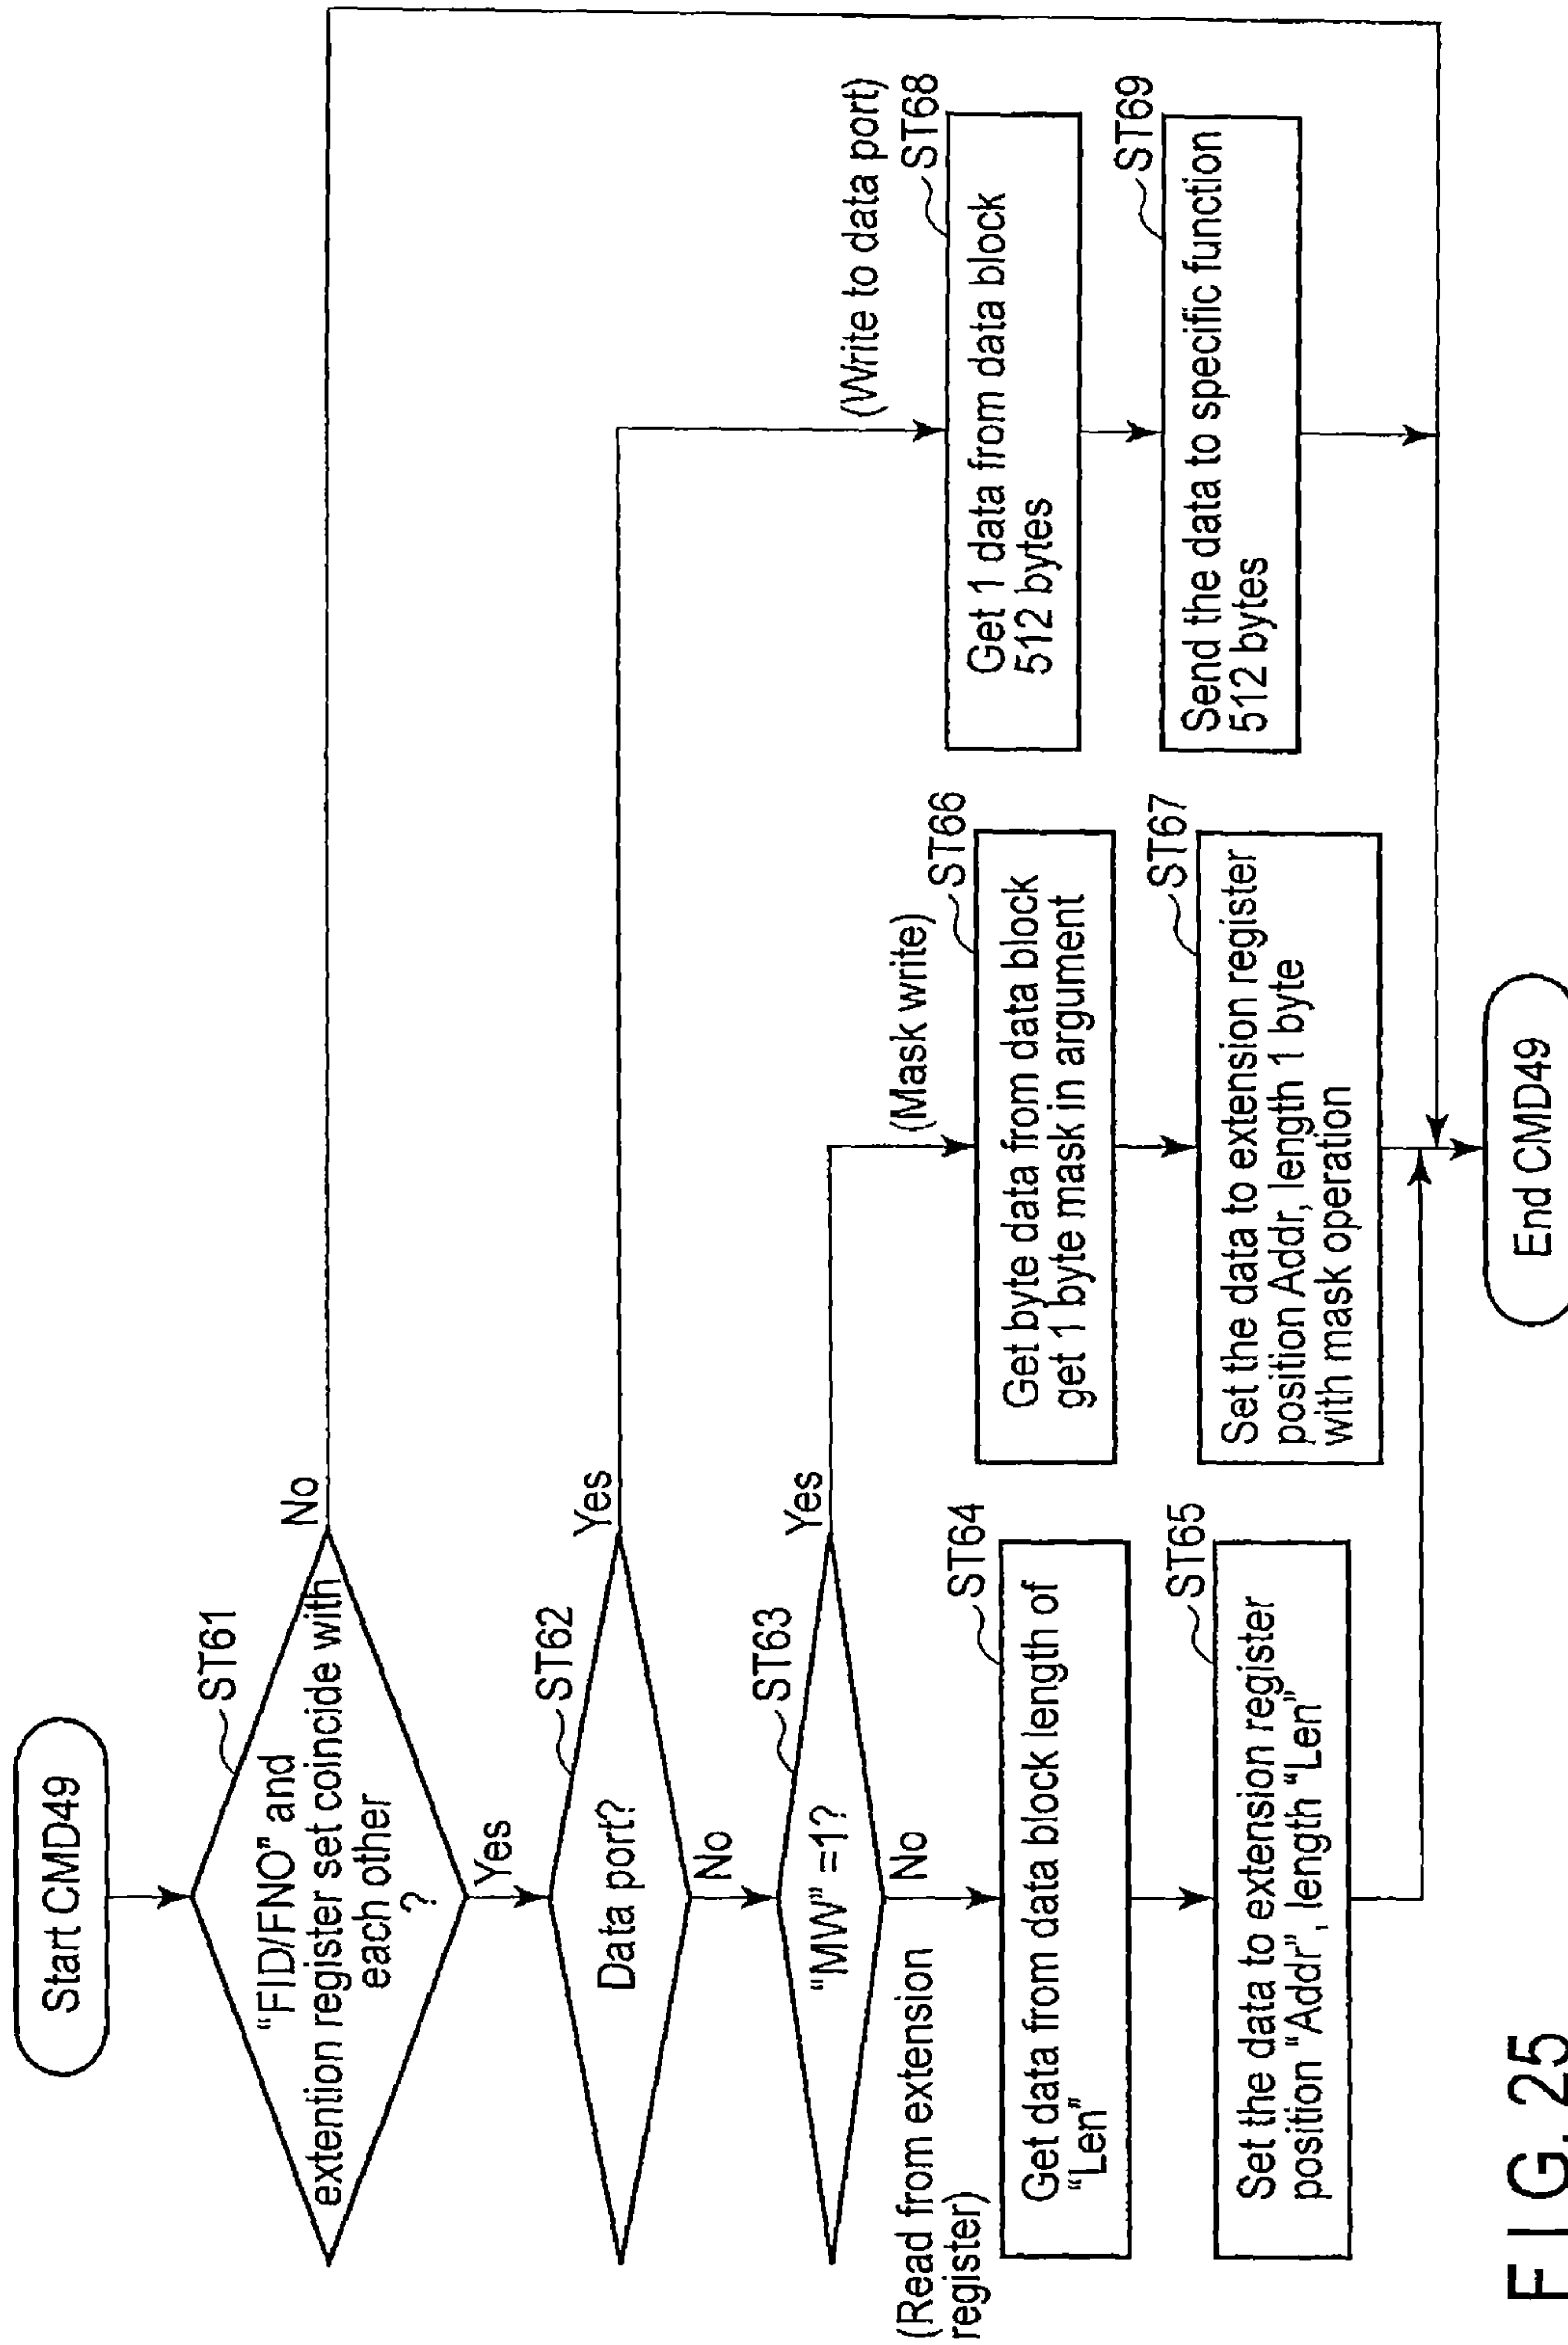 Start CMD49
ST61
"FID/FNO" and
extention register set coincide with
each other
?
No
Yes
ST62
Data port?
Yes
No
ST63
"MW" =1?
Yes
No
(Read from extension
register)
ST64
Get data from data block length of
"Len"
ST65
Set the data to extension register
position "Addr", length "Len"
(Mask write)
ST66
Get byte data from data block
get 1 byte mask in argument
ST67
Set the data to extension register
position Addr, length 1 byte
with mask operation
(Write to data port)
ST68
Get 1 data from data block
512 bytes
ST69
Send the data to specific function
512 bytes
End CMD49
FIG. 25